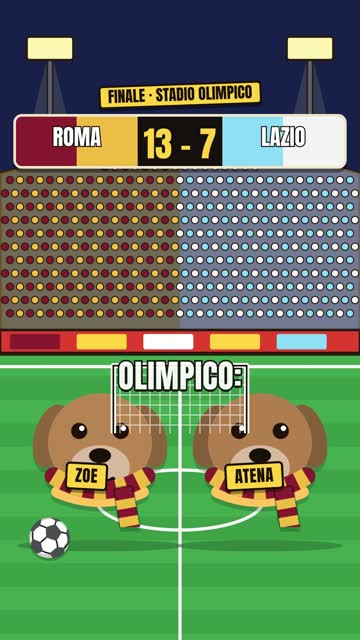 FINALE · STADIO OLIMPICO
ROMA 13 - 7 LAZIO
OLIMPICO:
ZOE ATENA